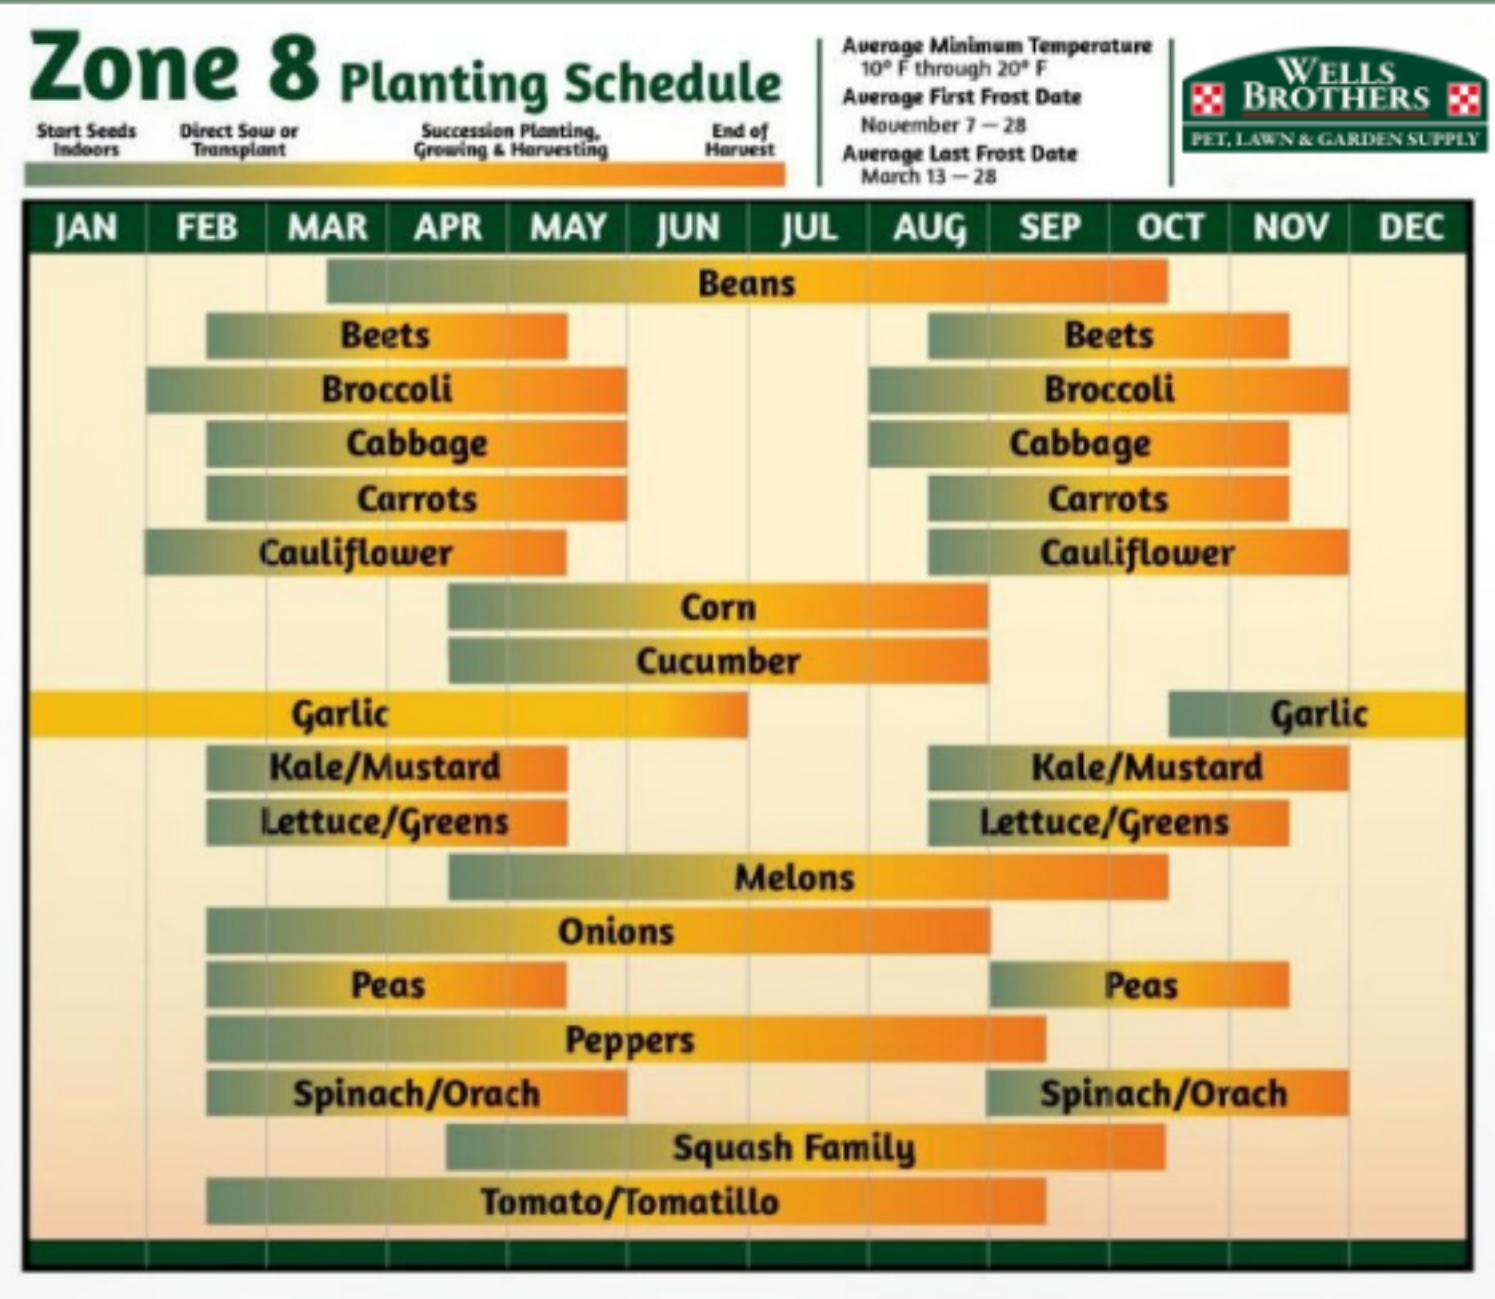 Zone 8 Planting Schedule
Start Seeds
Indoors
Direct Sow or
Transplant
Succession Planting,
Growing & Harvesting
End of
Harvest
Average Minimum Temperature
10° F through 20° F
Average First Frost Date
November 7 — 28
Average Last Frost Date
March 13 — 28
WELLS
BROTHERS
PET, LAWN & GARDEN SUPPLY
JAN FEB MAR APR MAY JUN JUL AUG SEP OCT NOV DEC
Beans
Beets Beets
Broccoli Broccoli
Cabbage Cabbage
Carrots Carrots
Cauliflower Cauliflower
Corn
Cucumber
Garlic Garlic
Kale/Mustard Kale/Mustard
Lettuce/Greens Lettuce/Greens
Melons
Onions
Peas Peas
Peppers
Spinach/Orach Spinach/Orach
Squash Family
Tomato/Tomatillo